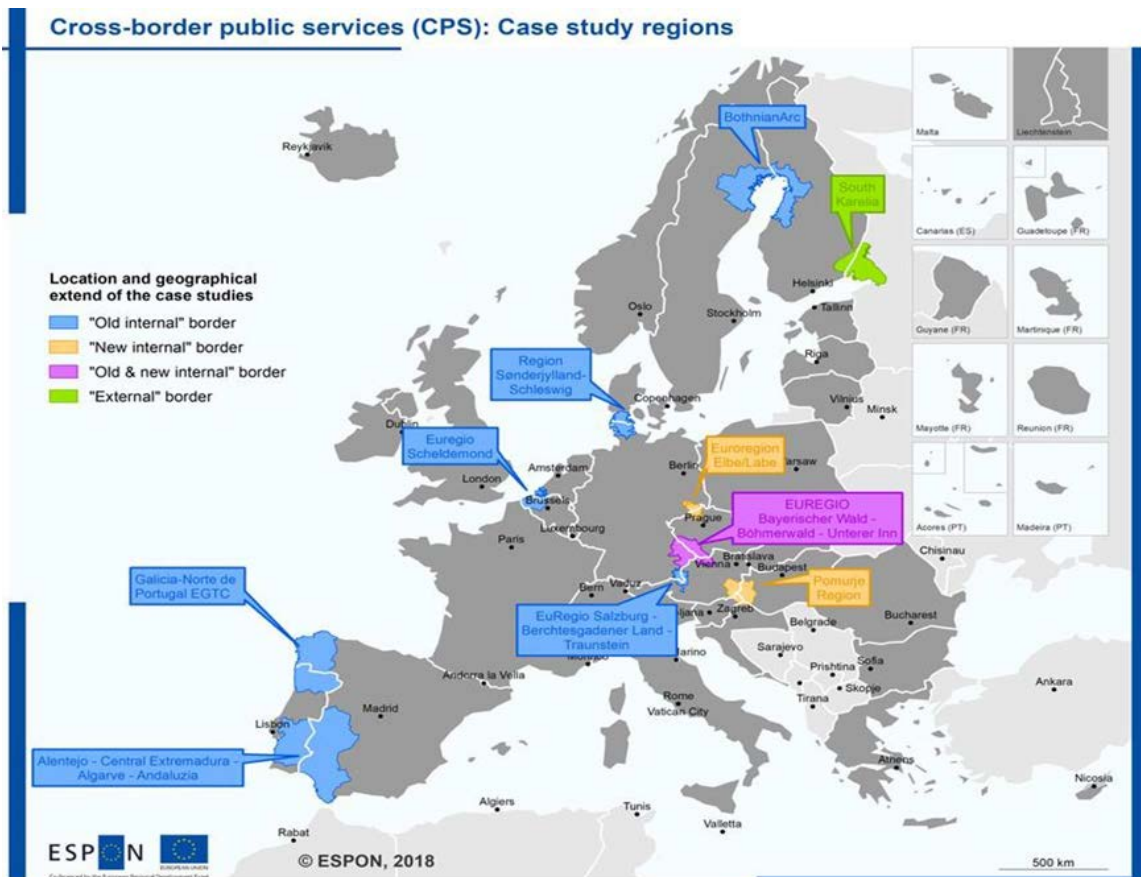 Cross-border public services (CPS): Case study regions
BothnianArc
Malta
Liechtenstein
Reykjavik
South
Karelia
Canarias (ES)
Guadeloupe (FR)
Location and geographical
extend of the case studies
"Old internal" border
"New internal" border
"Old & new internal" border
"External" border
Helsinki
Oslo
Stockholm
Tallinn
Guyane (FR)
Martinique (FR)
Region
Sønderjylland-
Schleswig
Riga
Copenhagen
Vilnius
Minsk
Mayotte (FR)
Reunion (FR)
Dublin
Euregio
Scheldemond
Euroregion
Elbe/Labe
Amsterdam
Berlin
arsaw
London
Brussels
EUREGIO
Bayerischer Wald -
Böhmerwald - Unterer Inn
Prague
Luxembourg
Paris
Acores (PT)
Madeira (PT)
Chisinau
Vienna
Bratislava
Budapest
Galicia-Norte de
Portugal EGTC
Bern
Vaduz
Pomurje
Region
EuRegio Salzburg -
Berchtesgadener Land -
Traunstein
ljana
Zagreb
Belgrade
Bucharest
Sarajevo
arino
Andorra la Vella
Prishtina
Sofia
Skopje
Tirana
Ankara
Rome
Vatican City
Madrid
Lisbon
Alentejo - Central Extremadura -
Algarve - Andaluzia
Athens
Nicosia
Algiers
Tunis
Valletta
Rabat
ESPON
EUROPEAN UNION
© ESPON, 2018
500 km